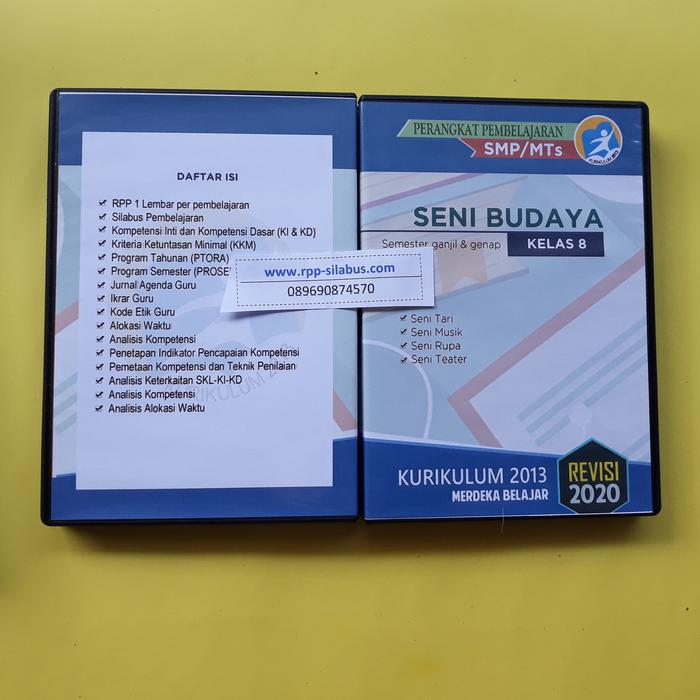 DAFTAR ISI
RPP 1 Lembar per pembelajaran
Silabus Pembelajaran
Kompetensi Inti dan Kompetensi Dasar (KI & KD)
Kriteria Ketuntasan Minimal (KKM)
Program Tahunan (PTORA)
Program Semester (PROSE
Jurnal Agenda Guru
Ikrar Guru
Kode Etik Guru
Alokasi Waktu
Analisis Kompetensi
Penetapan Indikator Pencapaian Kompetensi
Pemetaan Kompetensi dan Teknik Penilaian
Analisis Keterkaitan SKL-KI-KD
Analisis Kompetensi
Analisis Alokasi Waktu
www.rpp-silabus.com
089690874570
PERANGKAT PEMBELAJARAN
SMP/MTs
SENI BUDAYA
Semester ganjil & genap
KELAS 8
Seni Tari
Seni Musik
Seni Rupa
Seni Teater
KURIKULUM 2013
MERDEKA BELAJAR
REVISI
2020